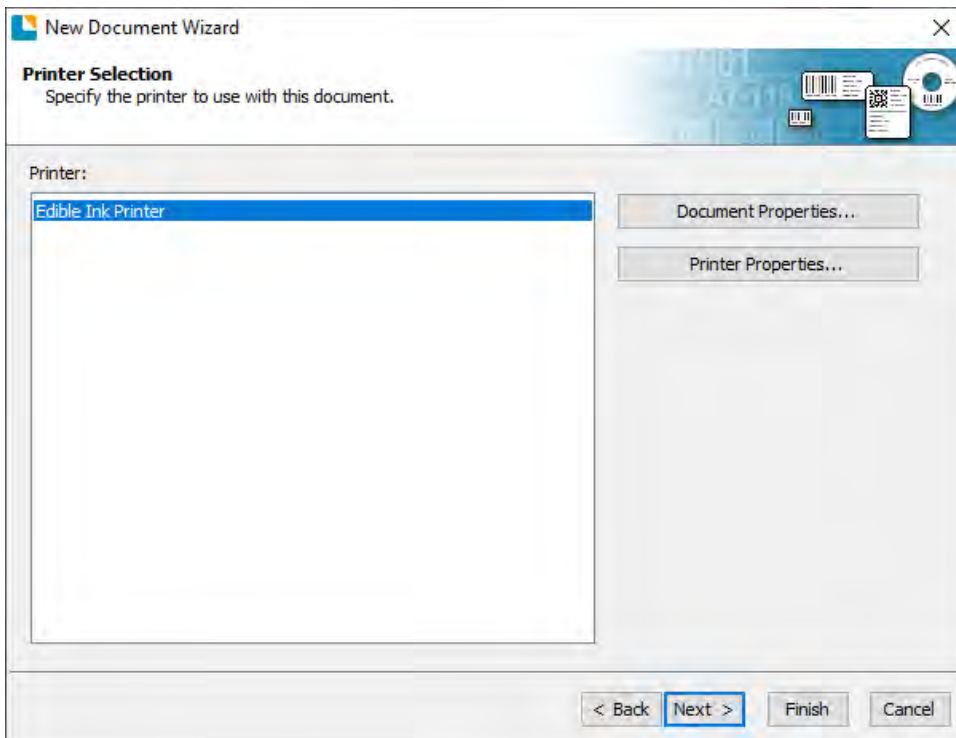 New Document Wizard
Printer Selection
Specify the printer to use with this document.
Printer:
Edible Ink Printer
Document Properties...
Printer Properties...
< Back Next > Finish Cancel